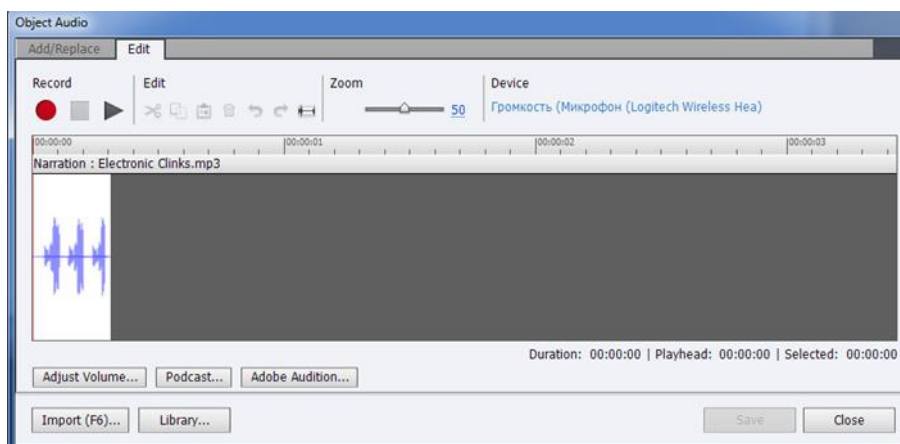 Object Audio
Add/Replace Edit
Record Edit Zoom Device
50 Громкость (Микрофон (Logitech Wireless Hea)
00:00:00 00:00:01 00:00:02 00:00:03
Narration : Electronic Clinks.mp3
Duration: 00:00:00 | Playhead: 00:00:00 | Selected: 00:00:00
Adjust Volume... Podcast... Adobe Audition...
Import (F6)... Library... Save Close